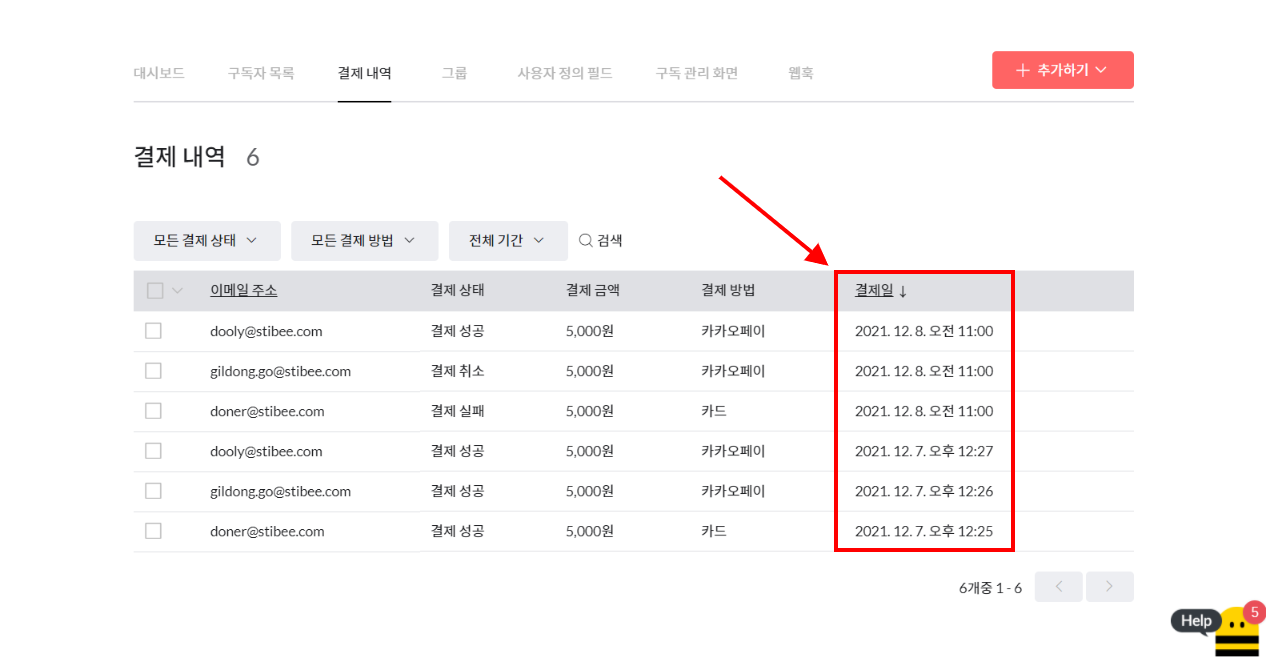 대시보드 구독자 목록 결제 내역 그룹 사용자 정의 필드 구독 관리 화면 웹훅 추가하기
결제 내역 6
모든 결제 상태 모든 결제 방법 전체 기간 검색
이메일 주소 결제 상태 결제 금액 결제 방법 결제일 ↓
dooly@stibee.com 결제 성공 5,000원 카카오페이 2021. 12. 8. 오전 11:00
gildong.go@stibee.com 결제 취소 5,000원 카카오페이 2021. 12. 8. 오전 11:00
doner@stibee.com 결제 실패 5,000원 카드 2021. 12. 8. 오전 11:00
dooly@stibee.com 결제 성공 5,000원 카카오페이 2021. 12. 7. 오후 12:27
gildong.go@stibee.com 결제 성공 5,000원 카카오페이 2021. 12. 7. 오후 12:26
doner@stibee.com 결제 성공 5,000원 카드 2021. 12. 7. 오후 12:25
6개중 1 - 6
Help 5